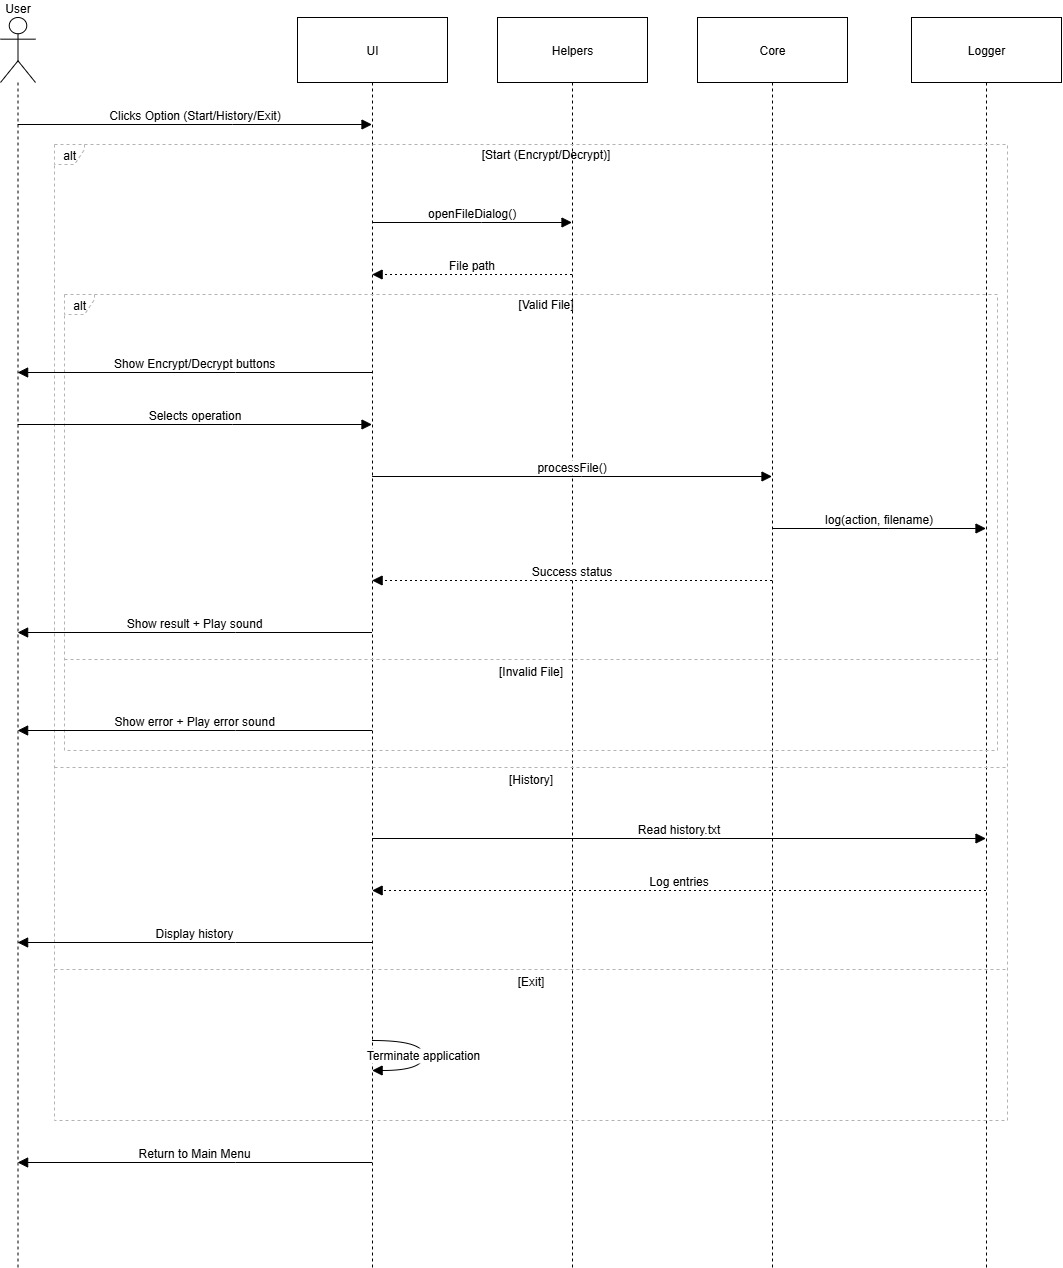 User
UI
Helpers
Core
Logger
Clicks Option (Start/History/Exit)
alt
[Start (Encrypt/Decrypt)]
openFileDialog()
File path
alt
[Valid File]
Show Encrypt/Decrypt buttons
Selects operation
processFile()
log(action, filename)
Success status
Show result + Play sound
[Invalid File]
Show error + Play error sound
[History]
Read history.txt
Log entries
Display history
[Exit]
Terminate application
Return to Main Menu